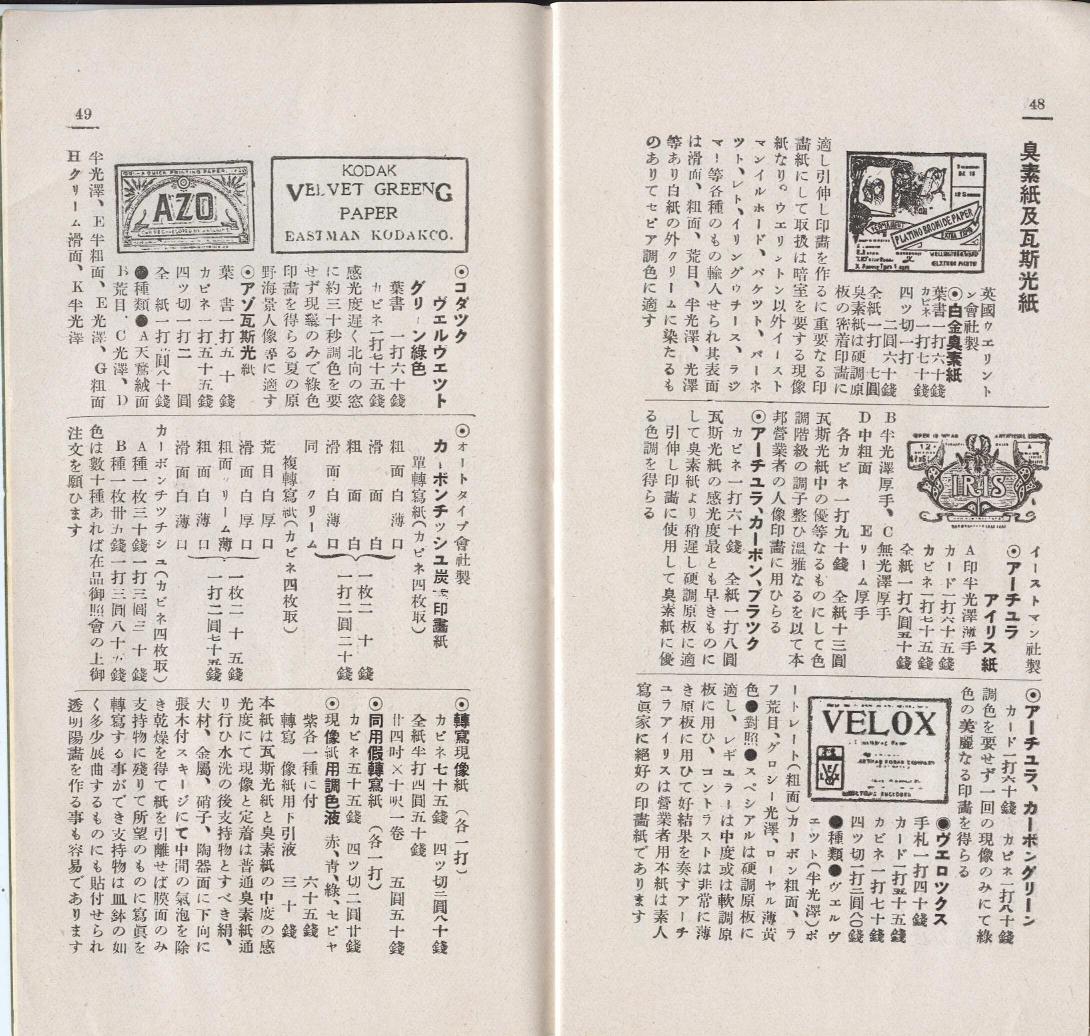 48
臭素紙及瓦斯光紙
PLATINO BROMIDE PAPER
英國ウエリント
ン會社製
◉白金臭素紙
葉書一打六十錢
カビネ一打七十錢
四ッ切一打
二圓六十錢
全紙一打 七圓
臭素紙は硬調原
板の密着印畵に
適し引伸し印畵を作るに重要なる印
畵紙にして取扱は暗室を要する現像
紙なり。ウエリントン以外イースト
マンイルホード、バケツト、バーネ
ツト、レト、イリングウチース、ラジ
マー等各種のもの輸入せられ其表面
は滑面、粗面、荒目、半光澤、光澤
等あり白紙の外クリームに染たるも
のありてセピア調色に適す
IRIS
イーストマン社製
◉アーチユラ
アイリス紙
A印半光澤薄手
カード一打六十五錢
カビネ一打七十五錢
全紙一打八圓五十錢
B半光澤厚手、C無光澤厚手
D中粗面 Eリーム厚手
各カビネ一打九十錢 全紙十三圓
瓦斯光紙中の優等なるものにして色
調階級の調子整ひ溫雅なるを以て本
邦營業者の人像印畵に用ひらる
◉アーチユラ、カーボン、ブラツク
カビネ一打六十錢 全紙一打八圓
瓦斯光紙の感光度最とも早きものに
して臭素紙より稍遲し硬調原板に適
引伸し印畵に使用して臭素紙に優
る色調を得らる
◉アーチユラ、カーボングリーン
カード一打六十錢 カビネ一打八十錢
調色を要せず一回の現像のみにて綠
色の美麗なる印畵を得らる
VELOX
◉ヴエロツクス
手札一打四十錢
カード一打五十五錢
カビネ一打七十錢
四ッ切一打二圓八〇錢
●種類●ヴエルヴ
エツト(半光澤)ポ
ートレート(粗面)カーボン粗面、ラ
フ荒目、グロシー光澤、ローヤル薄黃
色●對照●スペシアルは硬調原板に
適し、レギユラーは中度或は軟調原
板に用ひ、コントラストは非常に薄
き原板に用ひて好結果を奏すアーチ
ユラアイリスは營業者用本紙は素人
寫眞家に絕好の印畵紙であります
49
KODAK
VELVET GREEN
PAPER
EASTMAN KODAK CO.
AZO
◉コダツク
ヴエルヴエツト
グリーン綠色
葉書 一打六十錢
カビネ一打七十五錢
感光度遲く北向の窓
に約三十秒調色を要
せず現像のみで綠色
印畵を得らる夏の原
野海景人像等に適す
◉アゾ瓦斯光紙
葉書一打五十錢
カビネ一打五十五錢
四ツ切一打二圓
全紙一打 圓八十錢
●種類●A天鵞絨面
B荒目、C光澤、D
半光澤、E半粗面、E光澤、G粗面
Hクリーム滑面、K半光澤
◉オートタイプ會社製
カーボンチッシユ炭素印畵紙
單轉寫紙(カビネ四枚取)
粗面白薄口
滑面白
粗面白
滑面白薄口
同 クリーム
一枚二十錢
一打二圓二十錢
複轉寫紙(カビネ四枚取)
荒目白厚口
滑面白厚口
粗面クリーム薄口
粗面白薄口
滑面白薄口
一枚二十五錢
一打二圓七十五錢
カーボンチツチシユ(カビネ四枚取)
A種一枚三十錢一打三圓三十錢
B種一枚卅五錢一打三圓八十五錢
色は數十種あれば在品御照會の上御
注文を願ひます
◉轉寫現像紙(各一打)
カビネ七十五錢 四ツ切三圓八十錢
全紙半打四圓五十錢
廿四吋×十呎一卷 五圓五十錢
◉同用假轉寫紙(各一打)
カビネ五十五錢 四ツ切二圓廿錢
◉現像紙用調色液 赤、靑、綠、セピヤ
紫各一種に付 六十五錢
轉寫 像紙用下引液 三十錢
本紙は瓦斯光紙と臭素紙の中度の感
光度にて現像と定着は普通臭素紙通
り行ひ水洗の後支持物とすべき絹、
大材、金屬、硝子、陶器面に下向に
張木付スキージにて中間の氣泡を除
き乾燥を得て紙を引離せば膜面のみ
支持物に殘りて所望のものに寫眞を
轉寫する事ができ支持物は皿鉢の如
く多少展曲するものにも貼付せられ
透明陽畵を作る事も容易であります